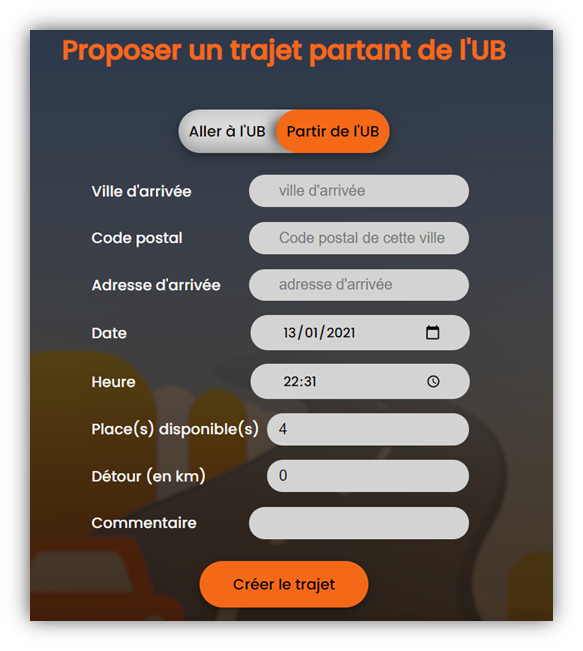 Proposer un trajet partant de l'UB
Aller à l'UB Partir de l'UB
Ville d'arrivée ville d'arrivée
Code postal Code postal de cette ville
Adresse d'arrivée adresse d'arrivée
Date 13/01/2021
Heure 22:31
Place(s) disponible(s) 4
Détour (en km) 0
Commentaire
Créer le trajet